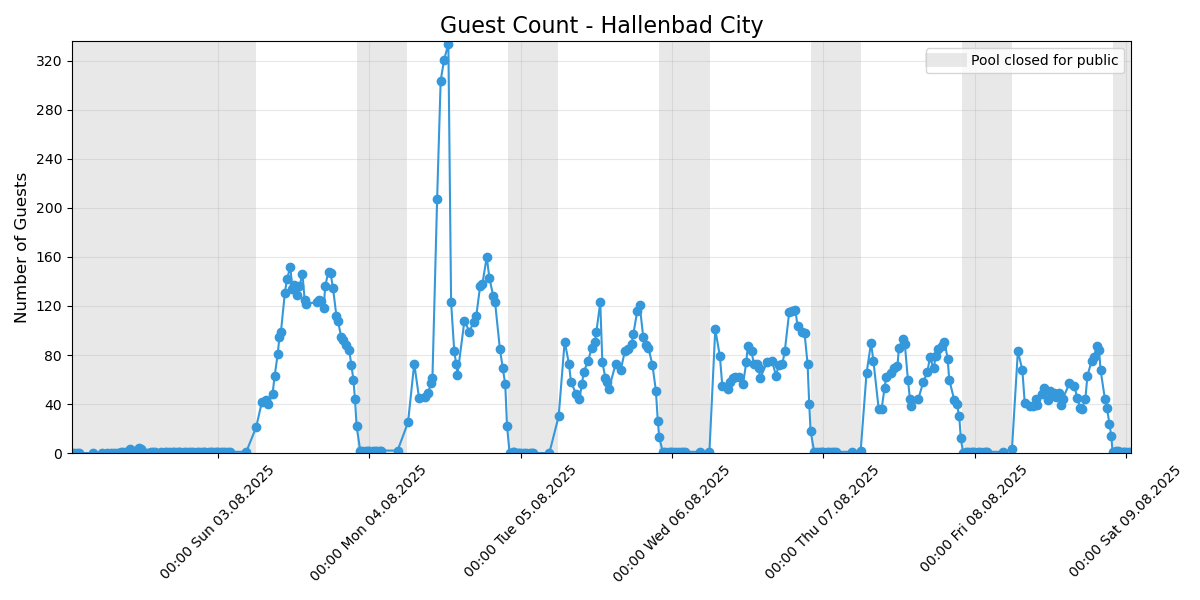 Guest Count - Hallenbad City
Pool closed for public
Number of Guests
320
280
240
200
160
120
80
40
0
00:00 Sun 03.08.2025
00:00 Mon 04.08.2025
00:00 Tue 05.08.2025
00:00 Wed 06.08.2025
00:00 Thu 07.08.2025
00:00 Fri 08.08.2025
00:00 Sat 09.08.2025